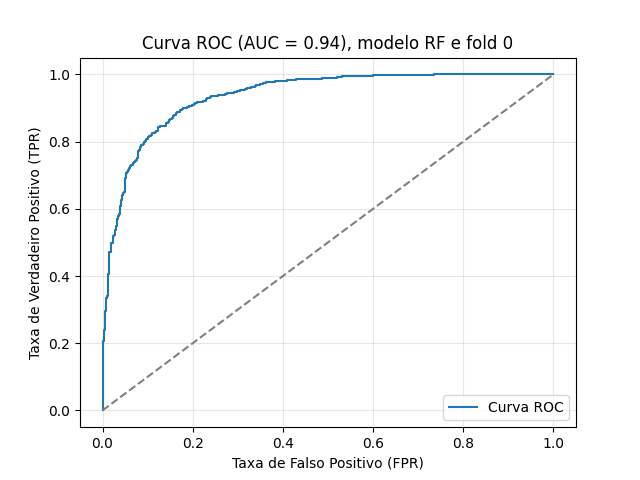 Curva ROC (AUC = 0.94), modelo RF e fold 0
Taxa de Verdadeiro Positivo (TPR)
1.0
0.8
0.6
0.4
0.2
0.0
0.0 0.2 0.4 0.6 0.8 1.0
Taxa de Falso Positivo (FPR)
Curva ROC